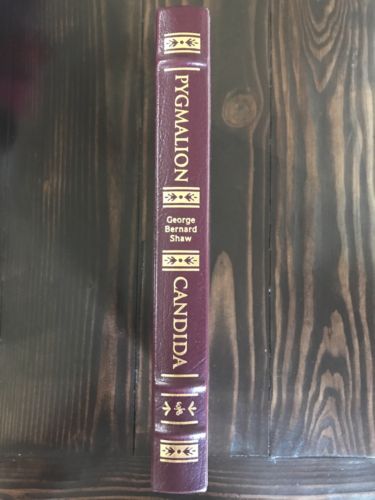 PYGMALION
George
Bernard
Shaw
CANDIDA